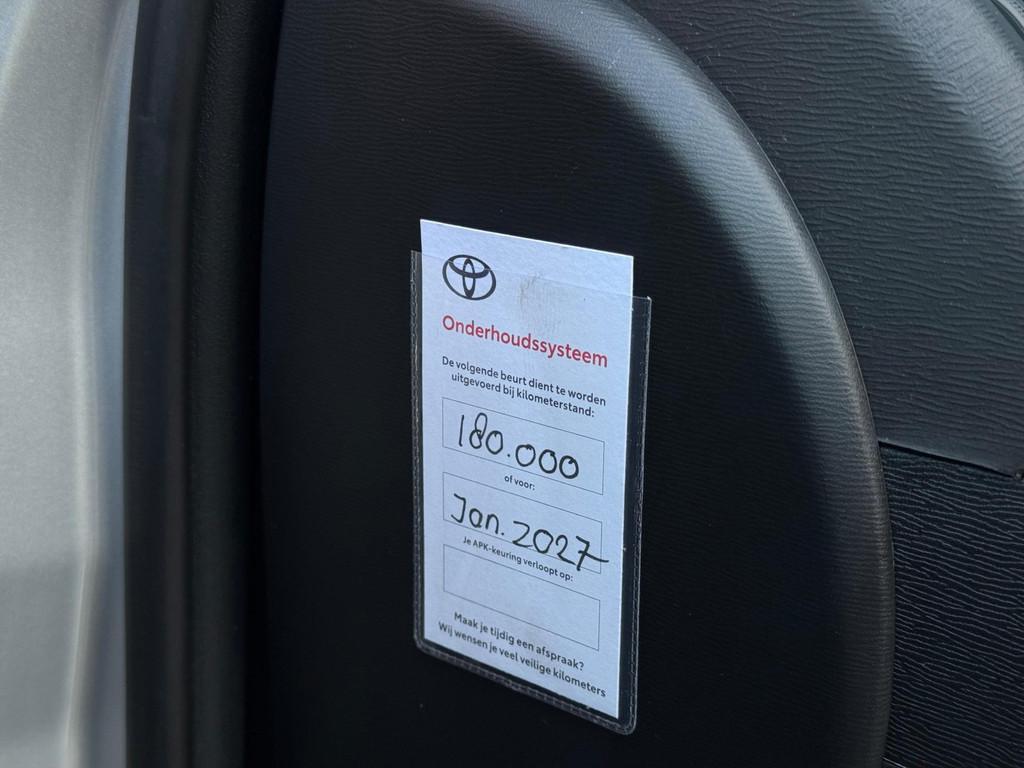 Onderhoudssysteem
De volgende beurt dient te worden
uitgevoerd bij kilometerstand:
180.000
of voor:
Jan. 2027
Je APK-keuring verloopt op:
Maak je tijdig een afspraak?
Wij wensen je veel veilige kilometers